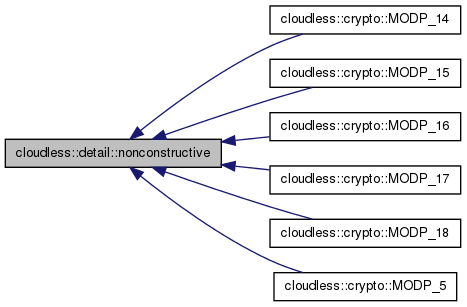 cloudless::crypto::MODP_14
cloudless::crypto::MODP_15
cloudless::crypto::MODP_16
cloudless::detail::nonconstructive
cloudless::crypto::MODP_17
cloudless::crypto::MODP_18
cloudless::crypto::MODP_5